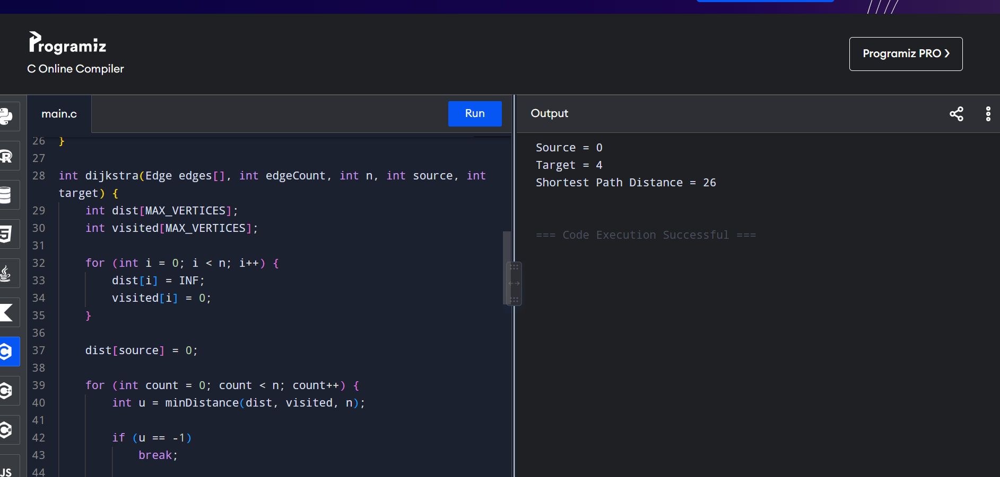 Programiz
C Online Compiler
Programiz PRO ❯
main.c
Run
26 }
27
28 int dijkstra(Edge edges[], int edgeCount, int n, int source, int
target) {
29     int dist[MAX_VERTICES];
30     int visited[MAX_VERTICES];
31
32     for (int i = 0; i < n; i++) {
33         dist[i] = INF;
34         visited[i] = 0;
35     }
36
37     dist[source] = 0;
38
39     for (int count = 0; count < n; count++) {
40         int u = minDistance(dist, visited, n);
41
42         if (u == -1)
43             break;
44
Output
Source = 0
Target = 4
Shortest Path Distance = 26
=== Code Execution Successful ===
R
5
C
C++
C#
JS